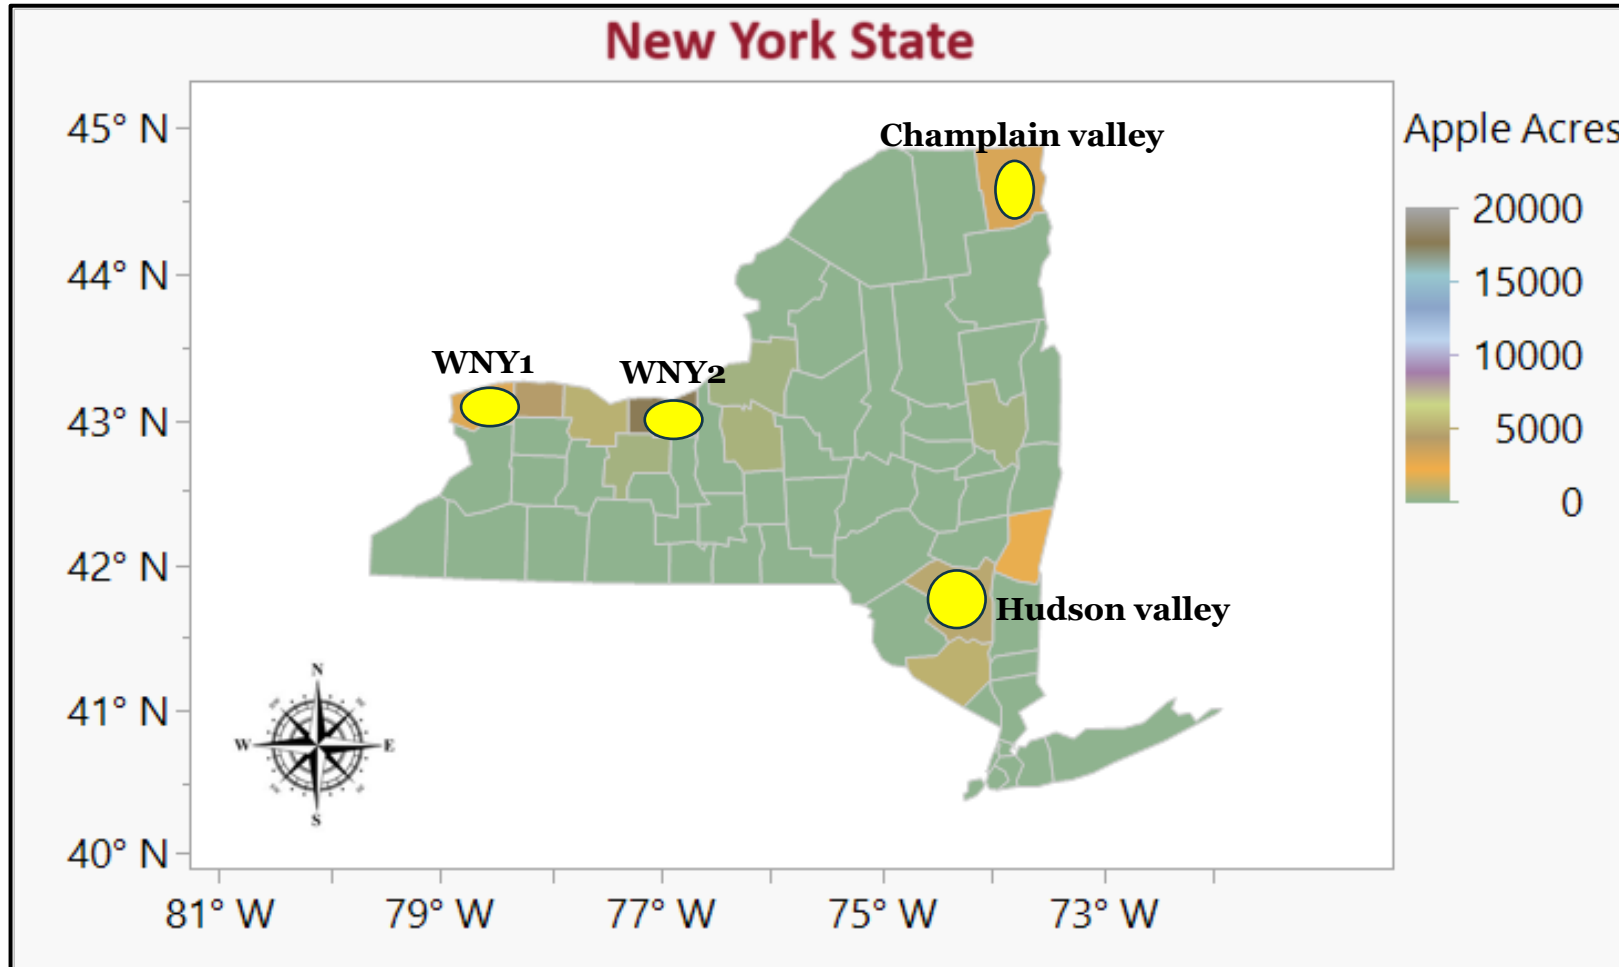 New York State
45° N
44° N
43° N
42° N
41° N
40° N
81° W
79° W
77° W
75° W
73° W
Champlain valley
WNY1
WNY2
Hudson valley
N
W
E
S
Apple Acres
20000
15000
10000
5000
0